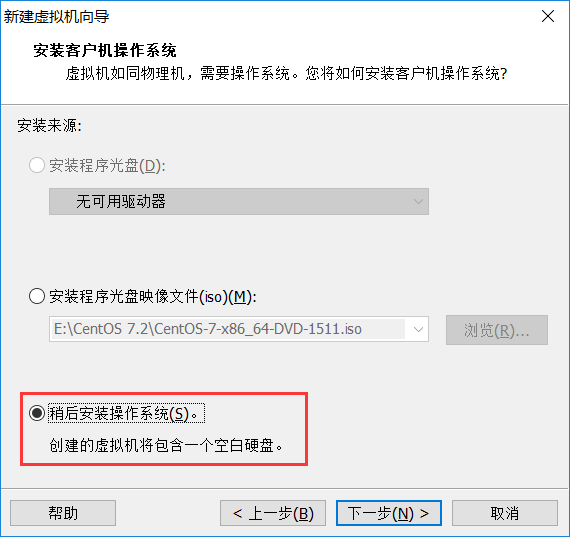 新建虚拟机向导
安装客户机操作系统
虚拟机如同物理机，需要操作系统。您将如何安装客户机操作系统?
安装来源:
安装程序光盘(D):
无可用驱动器
安装程序光盘映像文件(iso)(M):
E:\CentOS 7.2\CentOS-7-x86_64-DVD-1511.iso
浏览(R)...
稍后安装操作系统(S)。
创建的虚拟机将包含一个空白硬盘。
帮助
< 上一步(B)
下一步(N) >
取消